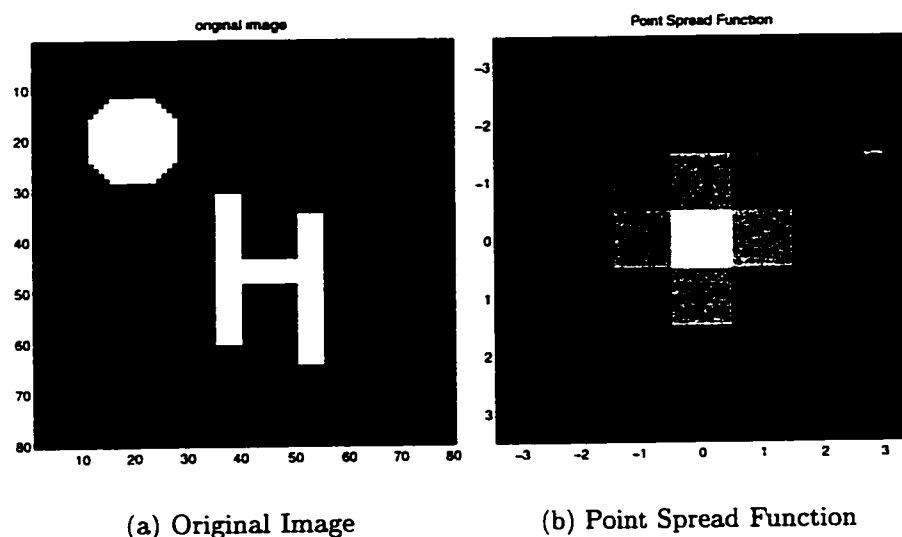 original image
10
20
30
40
50
60
70
80
10 20 30 40 50 60 70 80
H
(a) Original Image
Point Spread Function
-3
-2
-1
0
1
2
3
-3 -2 -1 0 1 2 3
(b) Point Spread Function